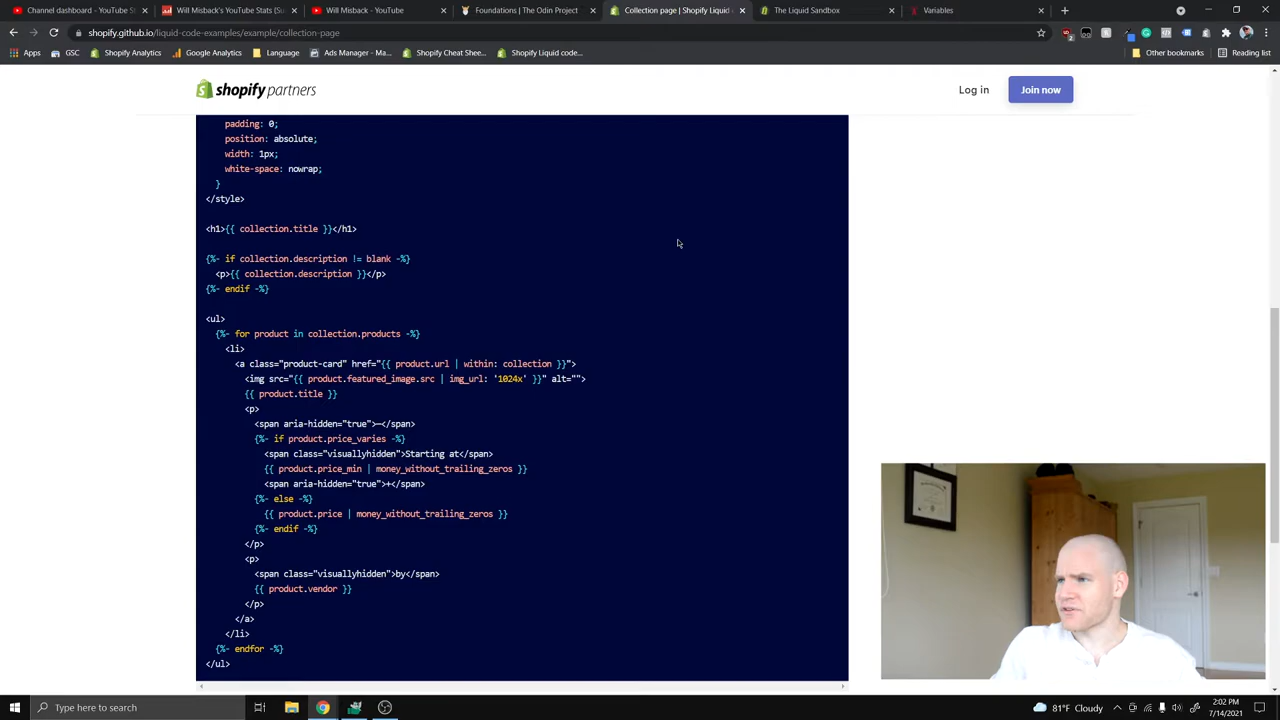 Channel dashboard - YouTube St
Will Misback's YouTube Stats (Su
Will Misback - YouTube
Foundations | The Odin Project
Collection page | Shopify Liquid
The Liquid Sandbox
Variables
shopify.github.io/liquid-code-examples/example/collection-page
Apps
GSC
Shopify Analytics
Google Analytics
Language
Ads Manager - Ma...
Shopify Cheat Shee...
Shopify Liquid code...
Other bookmarks
Reading list
shopify partners
Log in
Join now
padding: 0;
position: absolute;
width: 1px;
white-space: nowrap;
}
</style>
<h1>{{ collection.title }}</h1>
{%- if collection.description != blank -%}
<p>{{ collection.description }}</p>
{%- endif -%}
<ul>
{%- for product in collection.products -%}
<li>
<a class="product-card" href="{{ product.url | within: collection }}">
<img src="{{ product.featured_image.src | img_url: '1024x' }}" alt="">
{{ product.title }}
<p>
<span aria-hidden="true">—</span>
{%- if product.price_varies -%}
<span class="visuallyhidden">Starting at</span>
{{ product.price_min | money_without_trailing_zeros }}
<span aria-hidden="true">+</span>
{%- else -%}
{{ product.price | money_without_trailing_zeros }}
{%- endif -%}
</p>
<p>
<span class="visuallyhidden">by</span>
{{ product.vendor }}
</p>
</a>
</li>
{%- endfor -%}
</ul>
Type here to search
81°F Cloudy
2:02 PM
7/14/2021